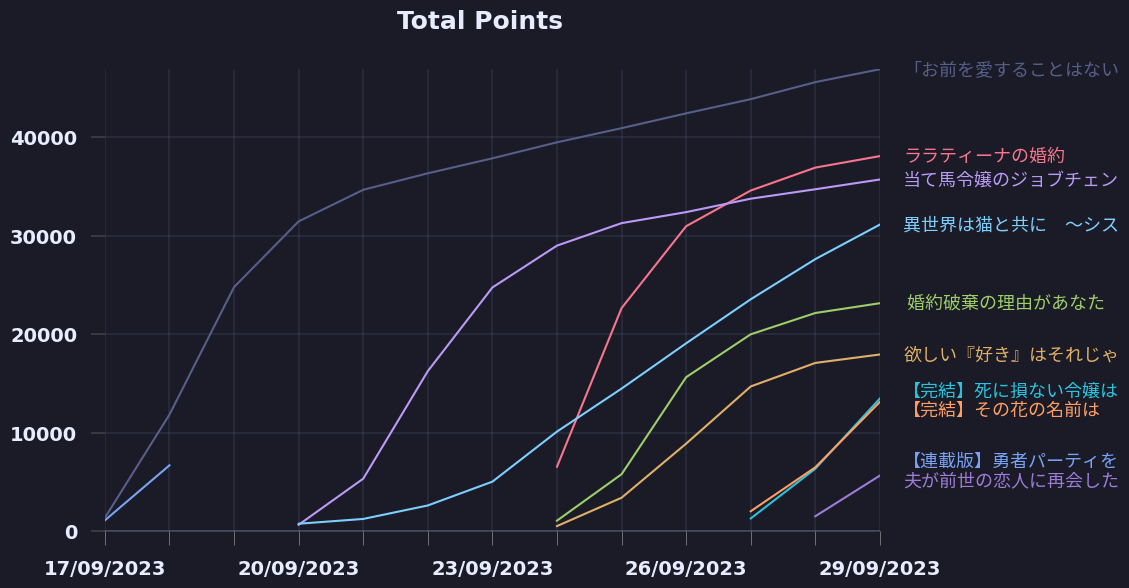 Total Points
「お前を愛することはない
40000
ララティーナの婚約
当て馬令嬢のジョブチェン
30000
異世界は猫と共に　～シス
婚約破棄の理由があなた
20000
欲しい『好き』はそれじゃ
【完結】死に損ない令嬢は
【完結】その花の名前は
10000
【連載版】勇者パーティを
夫が前世の恋人に再会した
0
17/09/2023 20/09/2023 23/09/2023 26/09/2023 29/09/2023